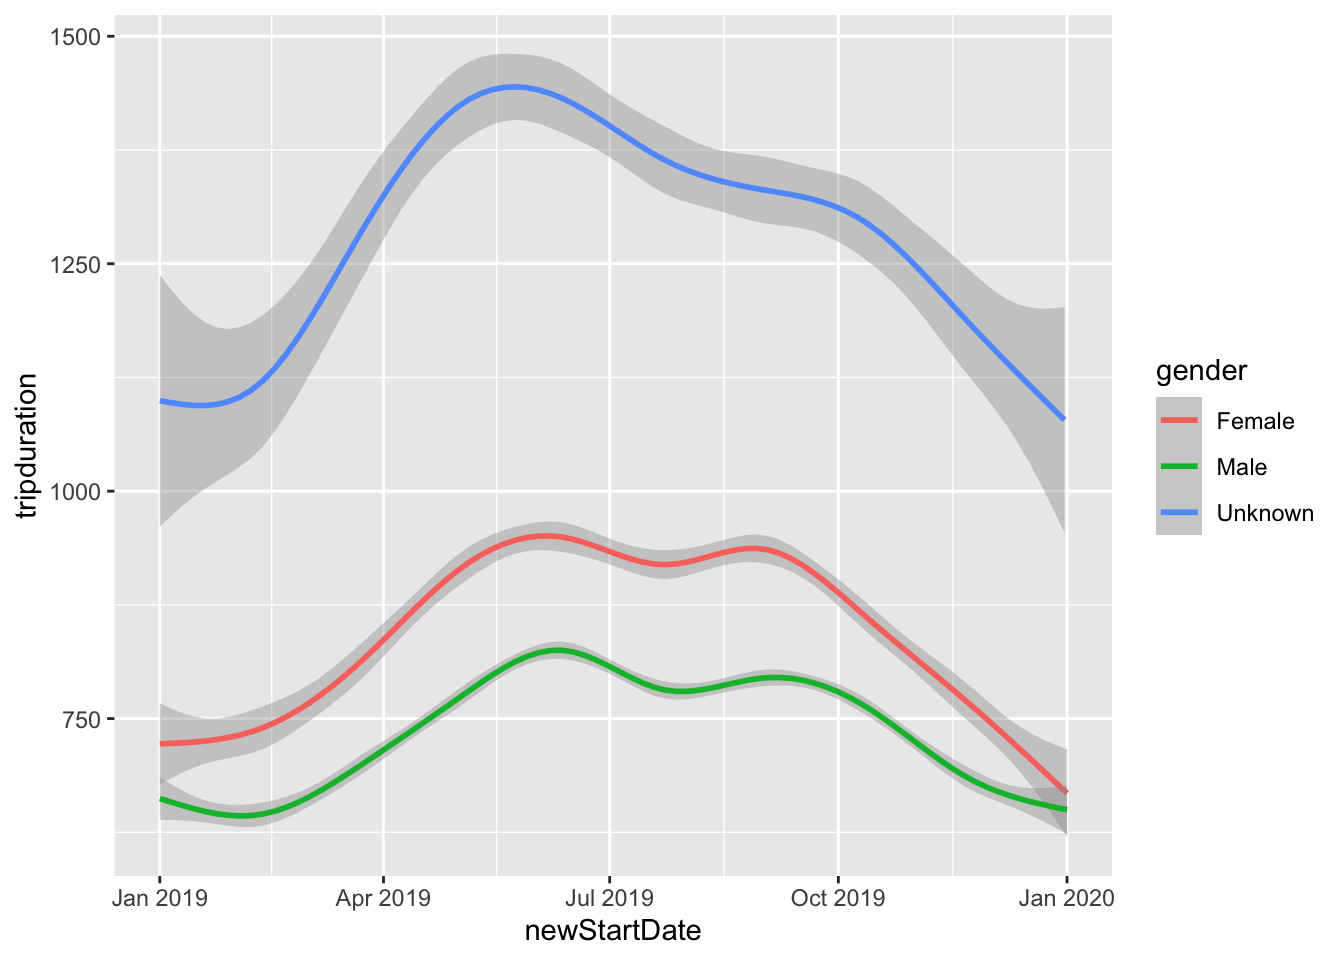 1500
1250
1000
750
tripduration
Jan 2019
Apr 2019
Jul 2019
Oct 2019
Jan 2020
newStartDate
gender
Female
Male
Unknown